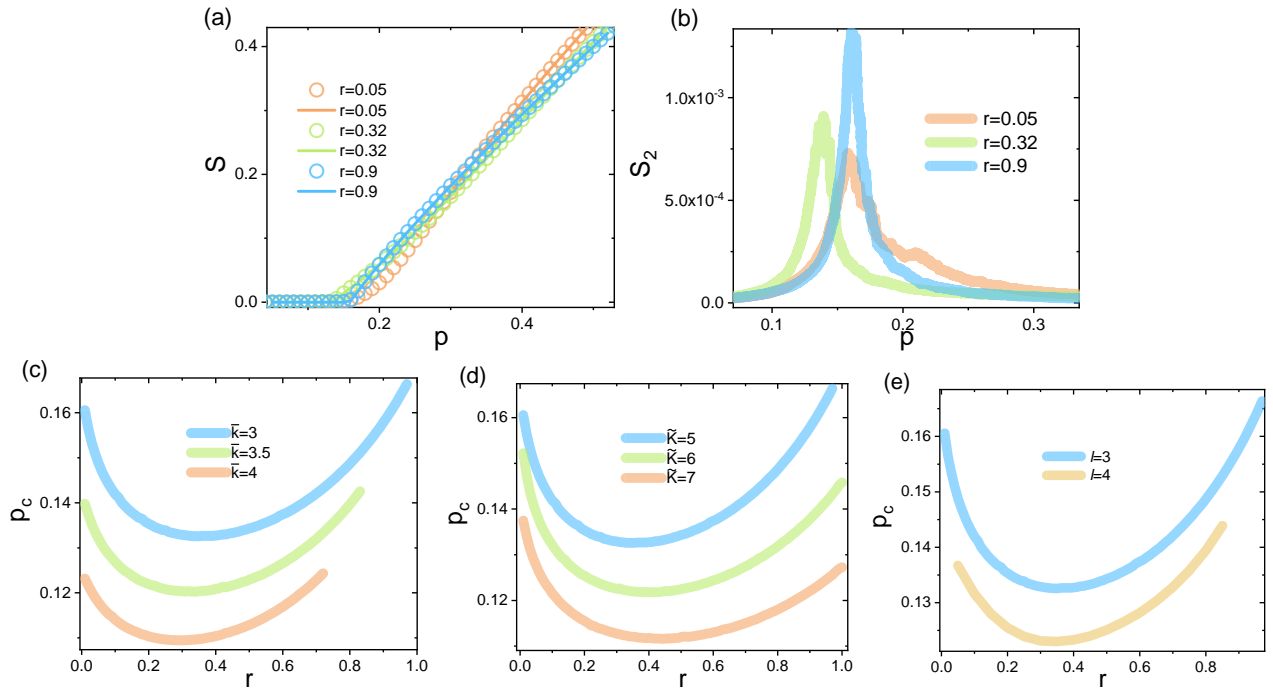 (a)
0.4
0.2
0.0
S
r=0.05
r=0.05
r=0.32
r=0.32
r=0.9
r=0.9
0.2
0.4
p
(b)
1.0x10⁻³
5.0x10⁻⁴
0.0
S₂
r=0.05
r=0.32
r=0.9
0.1
0.2
0.3
p
(c)
0.16
0.14
0.12
p_c
k̄=3
k̄=3.5
k̄=4
0.0 0.2 0.4 0.6 0.8 1.0
r
(d)
0.16
0.14
0.12
p_c
K̃=5
K̃=6
K̃=7
0.0 0.2 0.4 0.6 0.8 1.0
r
(e)
0.16
0.15
0.14
0.13
p_c
l=3
l=4
0.0 0.2 0.4 0.6 0.8
r